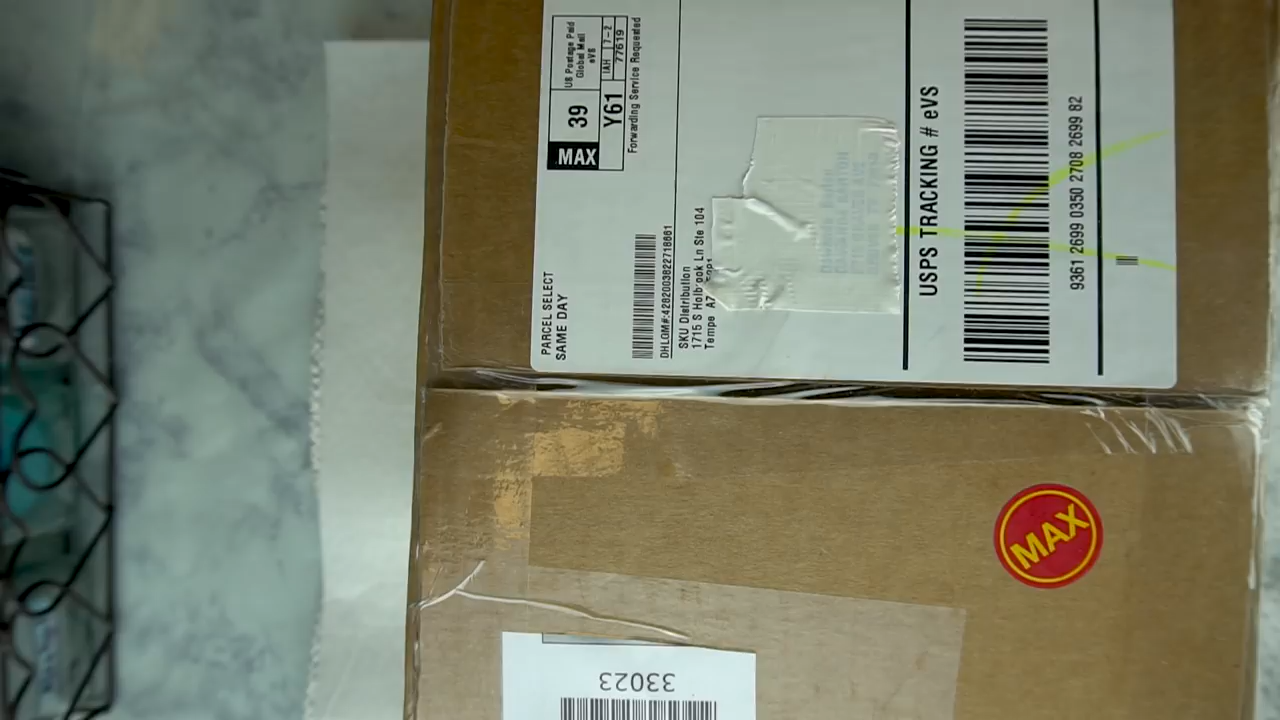 US Postage Paid
Global Mail
eVS
MAX 39
IAH 7-2
Y61 77619
Forwarding Service Requested
PARCEL SELECT
SAME DAY
SKU Distribution
1715 S Holbrook Ln Ste 104
Tempe AZ
USPS TRACKING # eVS
9361 2699 0350 2708 2699 82
MAX
33023